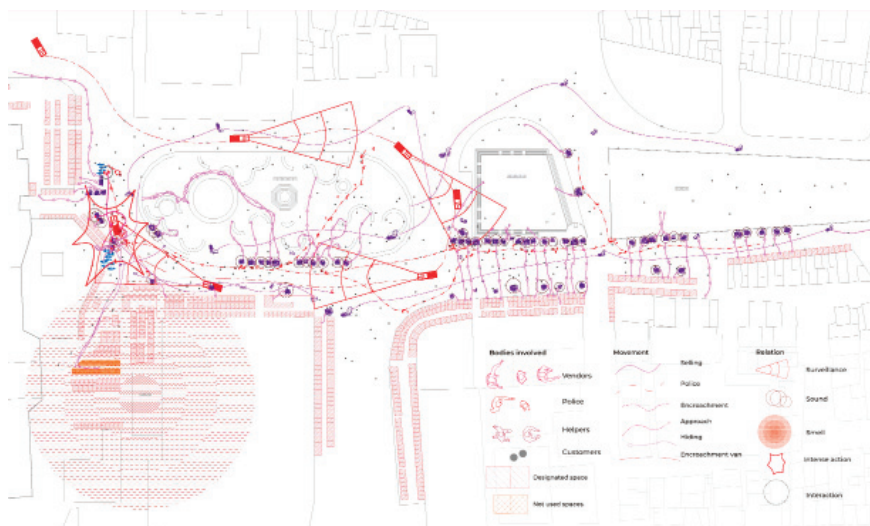 Bodies involved
Vendors
Police
Helpers
Customers
Designated space
Not used spaces
Movement
Selling
Police
Encroachment
Approach
Hiding
Encroachment van
Relation
Surveillance
Sound
Smell
Intense action
Interaction